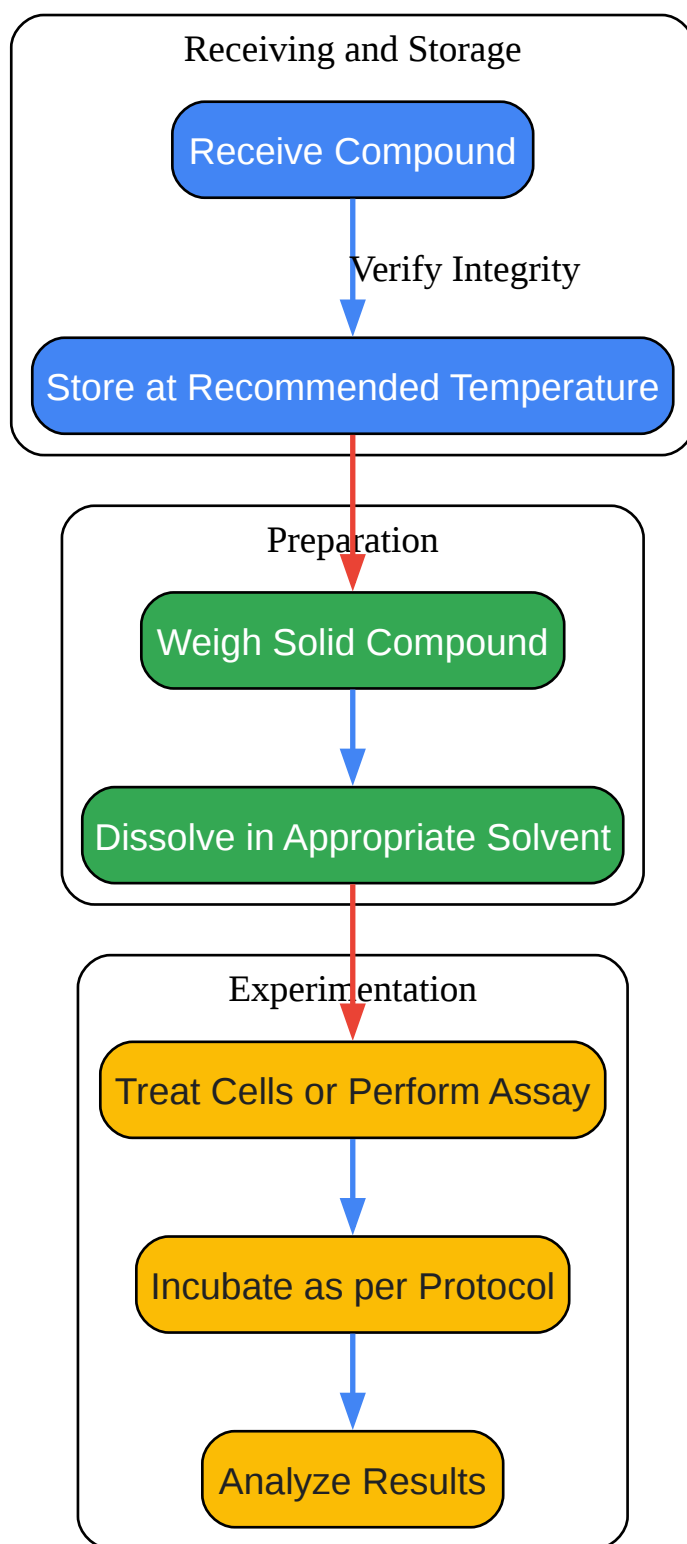 Receiving and Storage
Receive Compound
Verify Integrity
Store at Recommended Temperature
Preparation
Weigh Solid Compound
Dissolve in Appropriate Solvent
Experimentation
Treat Cells or Perform Assay
Incubate as per Protocol
Analyze Results